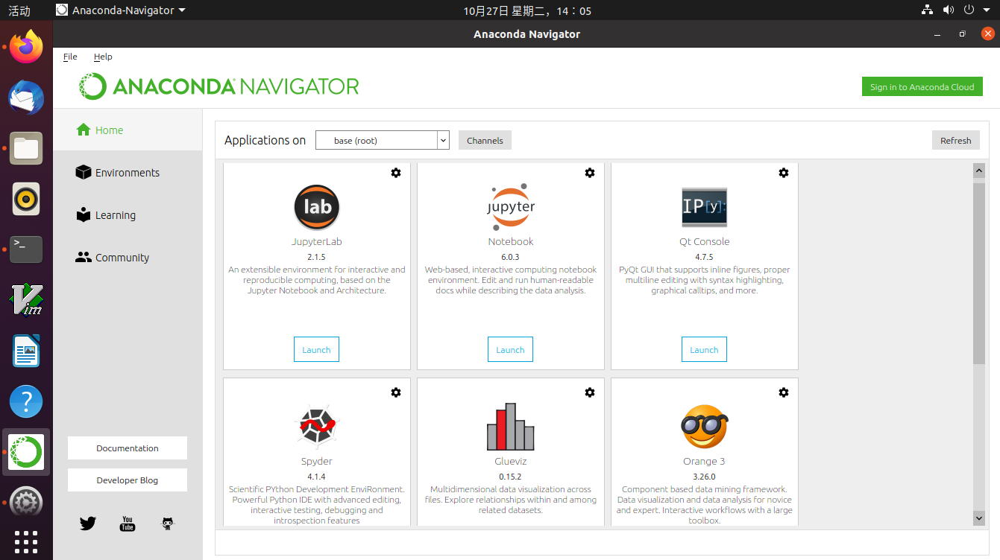 活动
Anaconda-Navigator
10月27日 星期二，14：05
Anaconda Navigator
File Help
ANACONDA NAVIGATOR
Sign in to Anaconda Cloud
Home
Environments
Learning
Community
Documentation
Developer Blog
You
Tube
Applications on base (root) Channels Refresh
lab
JupyterLab
2.1.5
An extensible environment for interactive and
reproducible computing, based on the
Jupyter Notebook and Architecture.
Launch
jupyter
Notebook
6.0.3
Web-based, interactive computing notebook
environment. Edit and run human-readable
docs while describing the data analysis.
Launch
IP[y]:
Qt Console
4.7.5
PyQt GUI that supports inline figures, proper
multiline editing with syntax highlighting,
graphical calltips, and more.
Launch
Spyder
4.1.4
Scientific PYthon Development EnviRonment.
Powerful Python IDE with advanced editing,
interactive testing, debugging and
introspection features
Glueviz
0.15.2
Multidimensional data visualization across
files. Explore relationships within and among
related datasets.
Orange 3
3.26.0
Component based data mining framework.
Data visualization and data analysis for novice
and expert. Interactive workflows with a large
toolbox.
>_
Vim
?